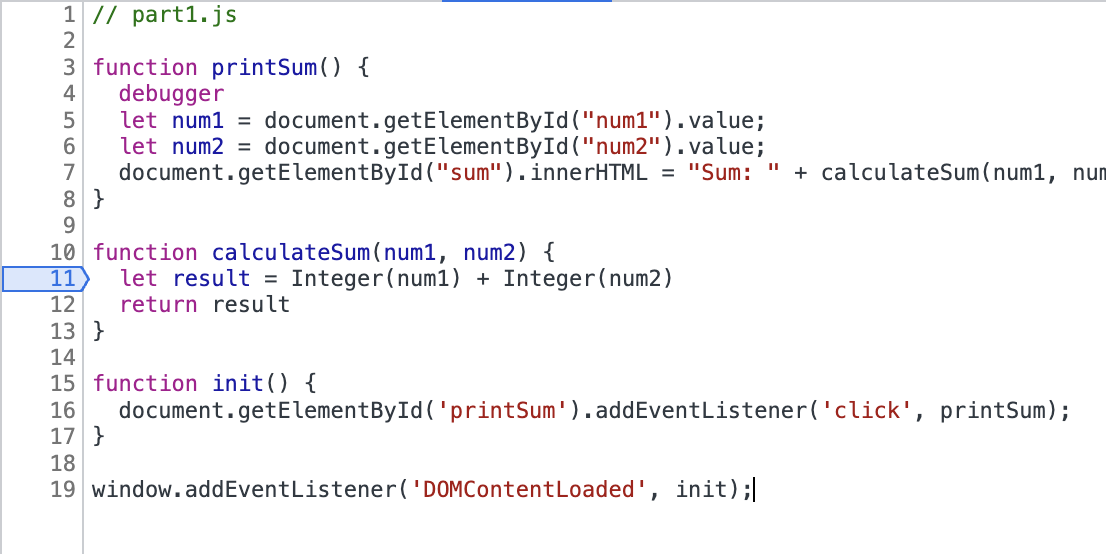 1 // part1.js
2
3 function printSum() {
4   debugger
5   let num1 = document.getElementById("num1").value;
6   let num2 = document.getElementById("num2").value;
7   document.getElementById("sum").innerHTML = "Sum: " + calculateSum(num1,
8 }
9
10 function calculateSum(num1, num2) {
11   let result = Integer(num1) + Integer(num2)
12   return result
13 }
14
15 function init() {
16   document.getElementById('printSum').addEventListener('click', printSum);
17 }
18
19 window.addEventListener('DOMContentLoaded', init);